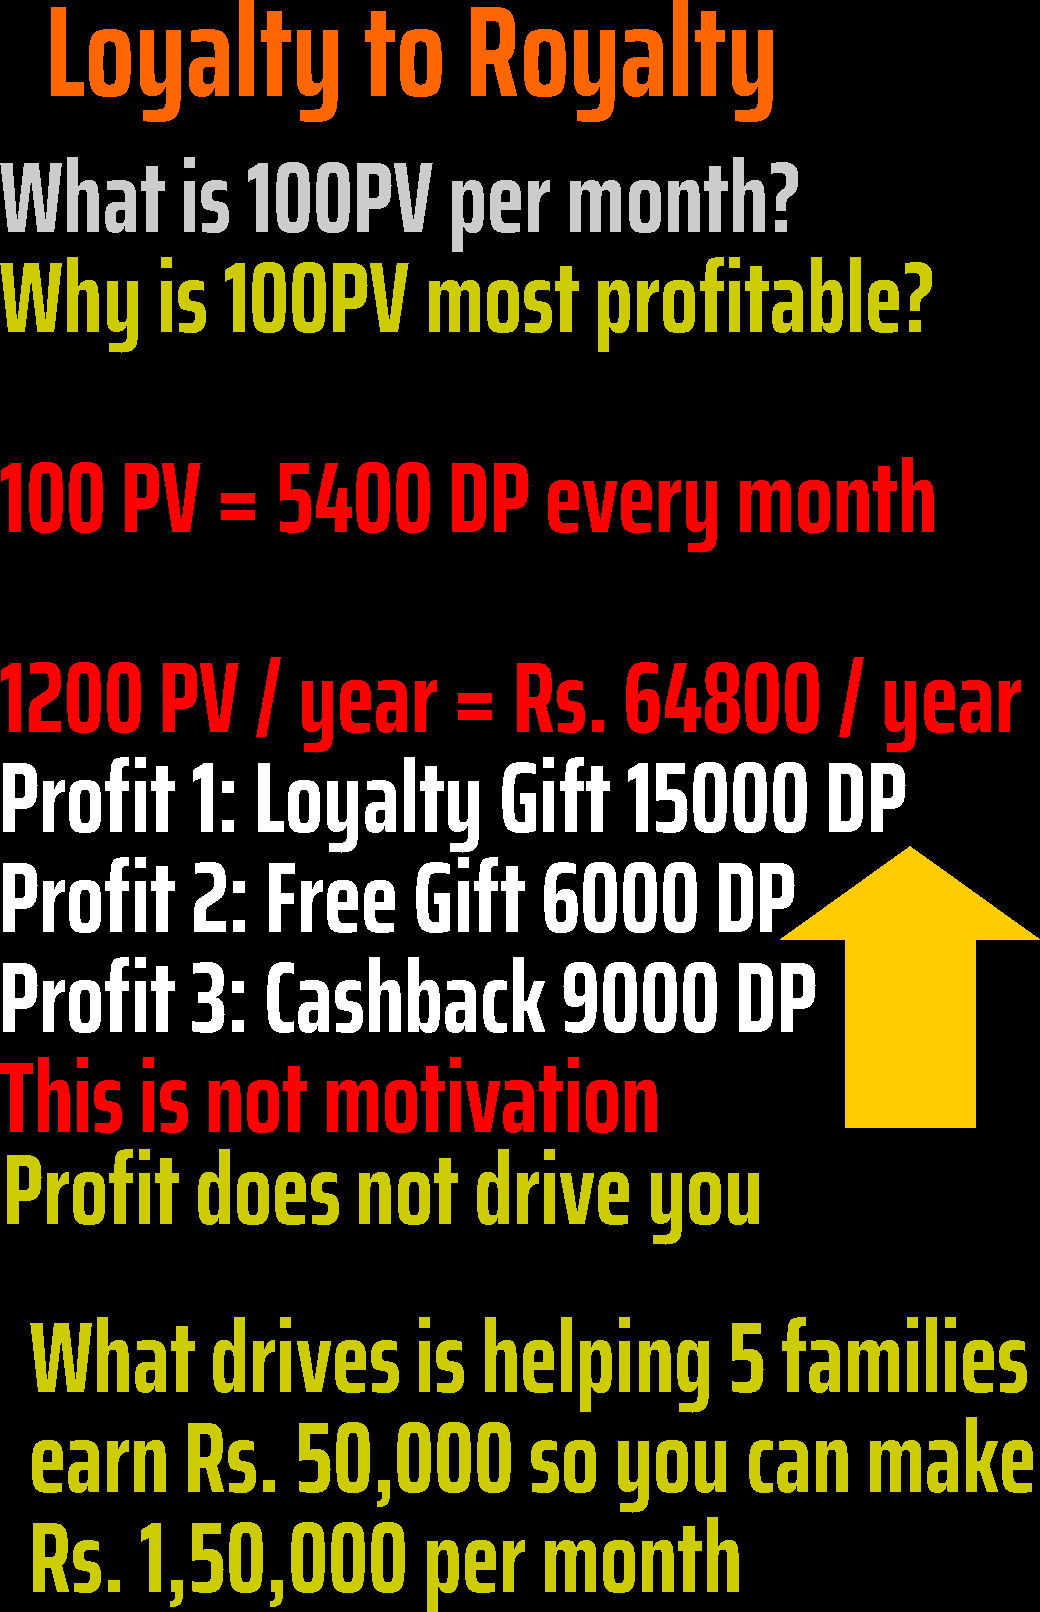 Loyalty to Royalty
What is 100PV per month?
Why is 100PV most profitable?
100 PV = 5400 DP every month
1200 PV / year = Rs. 64800 / year
Profit 1: Loyalty Gift 15000 DP
Profit 2: Free Gift 6000 DP
Profit 3: Cashback 9000 DP
This is not motivation
Profit does not drive you
What drives is helping 5 families
earn Rs. 50,000 so you can make
Rs. 1,50,000 per month